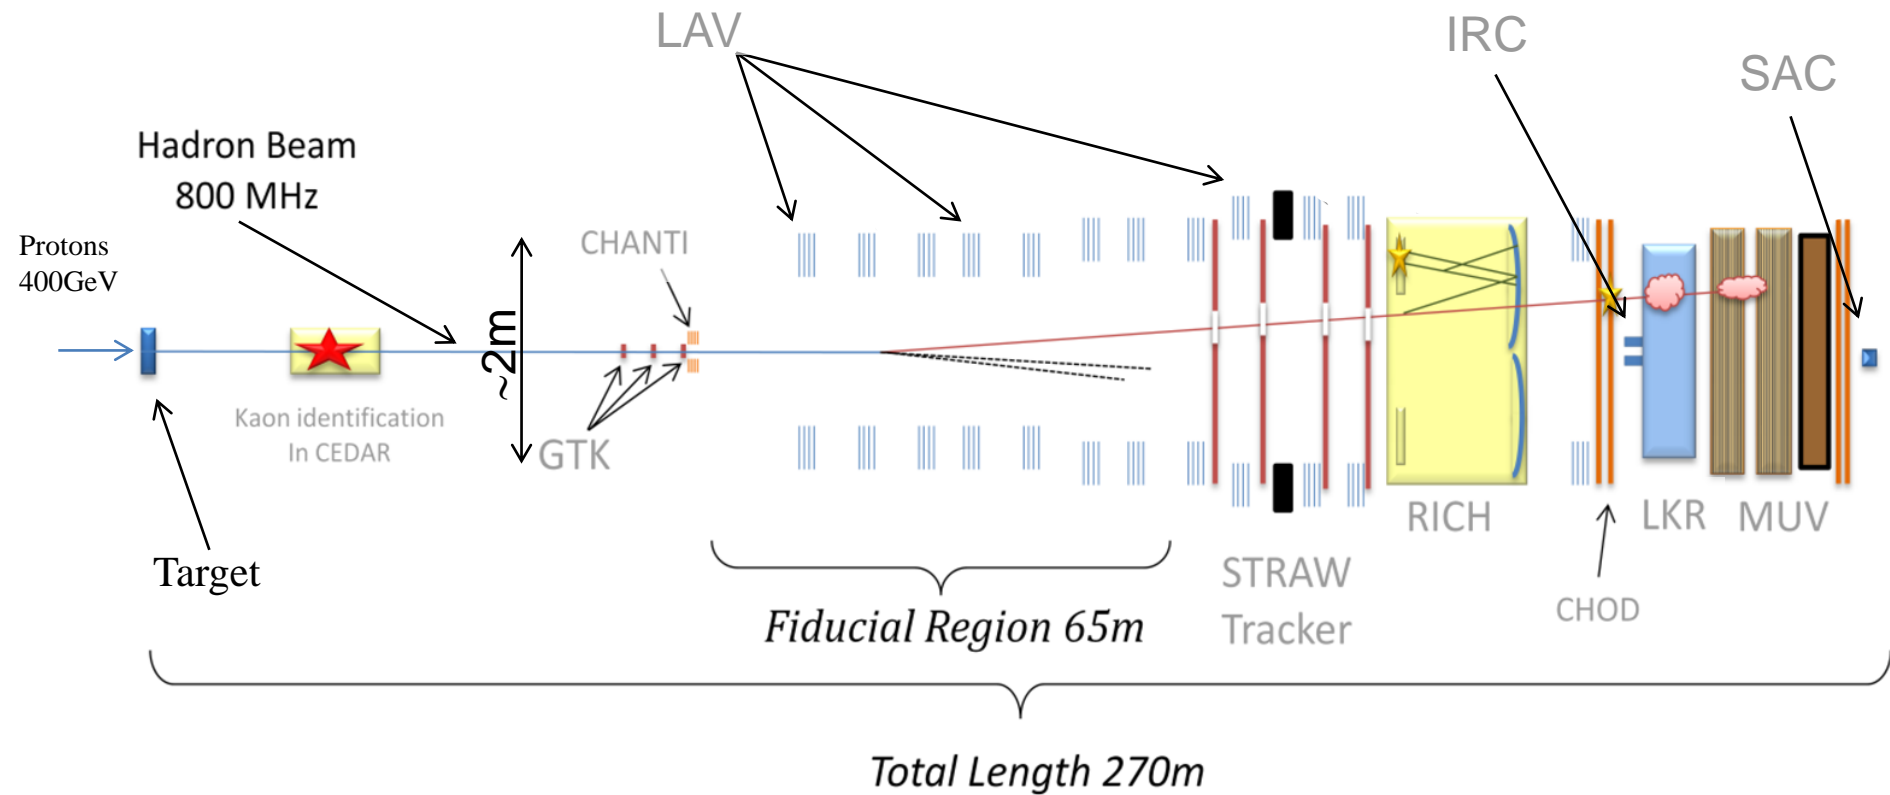 LAV
IRC
SAC
Hadron Beam
800 MHz
Protons
400GeV
CHANTI
~2m
Kaon identification
In CEDAR
GTK
Target
RICH
LKR
MUV
STRAW
Tracker
CHOD
Fiducial Region 65m
Total Length 270m